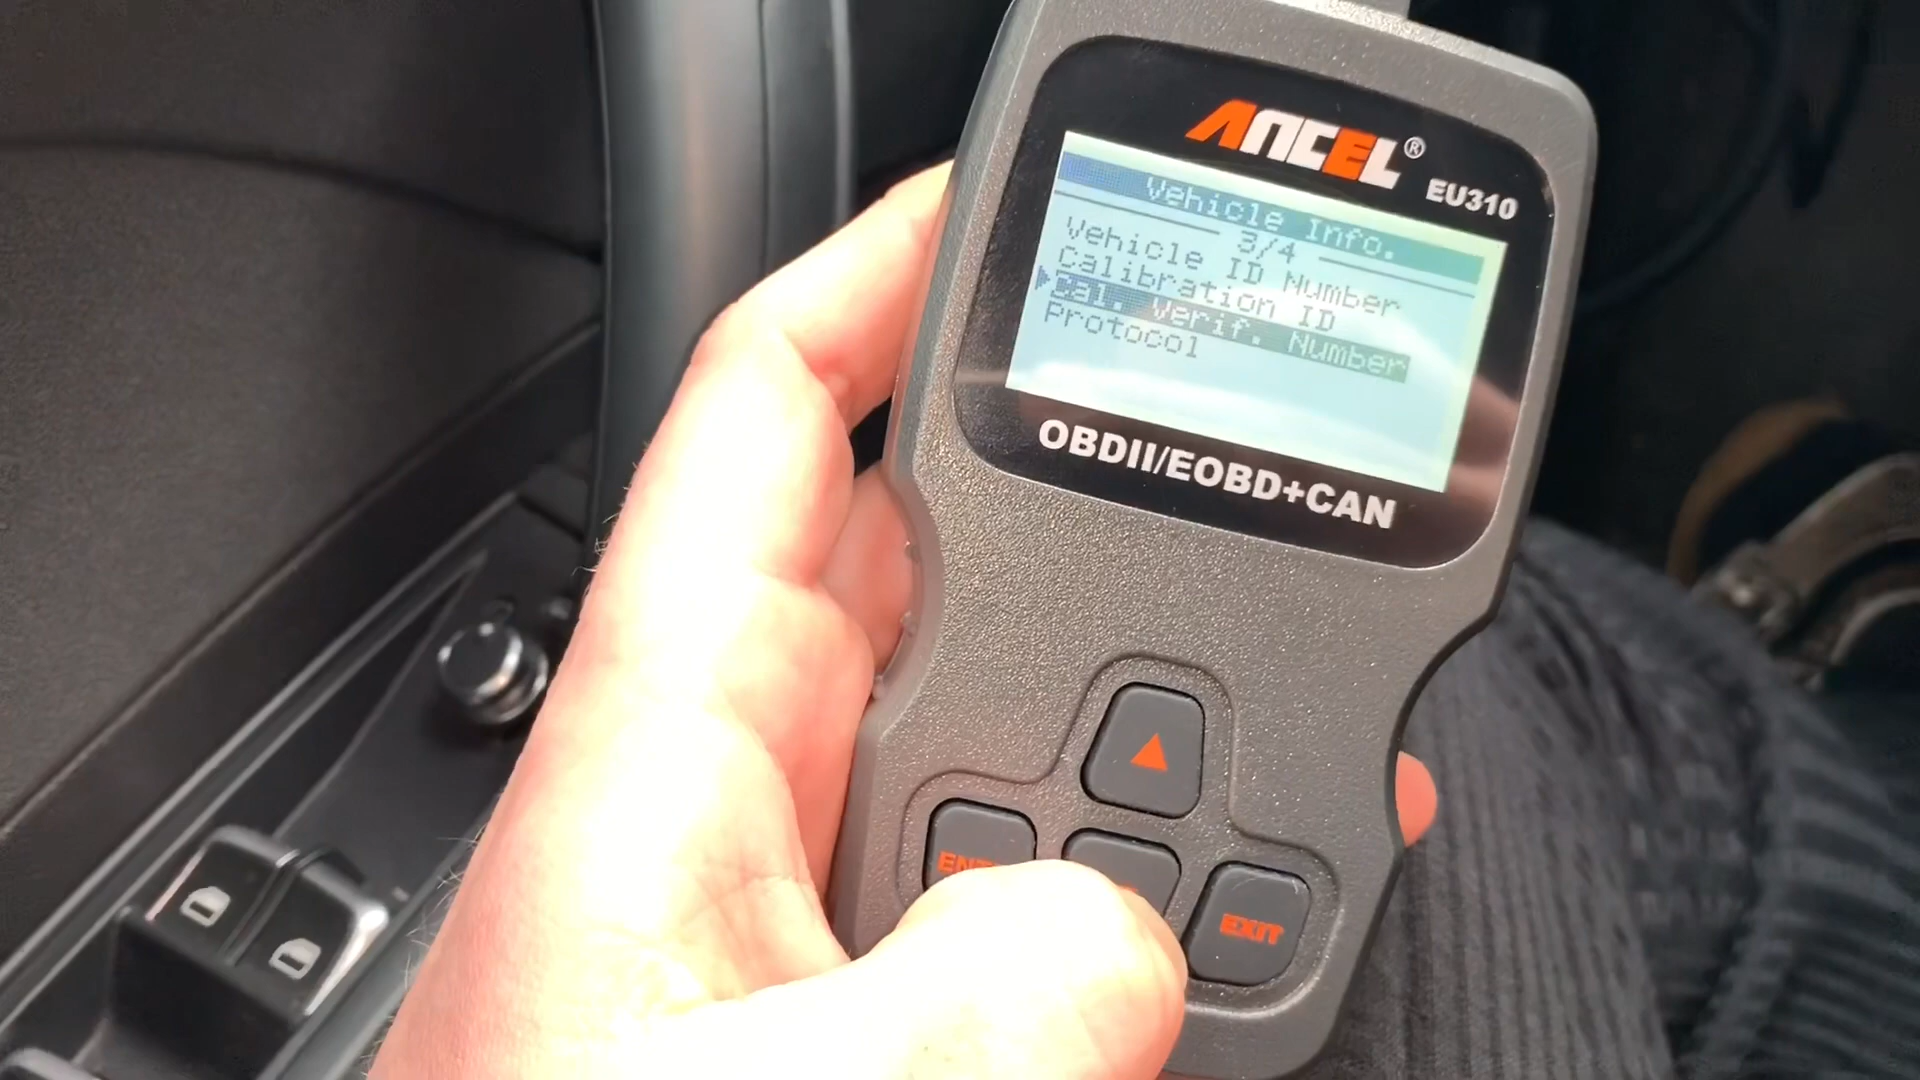 ANCEL®
EU310
Vehicle Info.
3/4
Vehicle ID Number
Calibration ID
Cal. Verif. Number
Protocol
OBDII/EOBD+CAN
EXIT